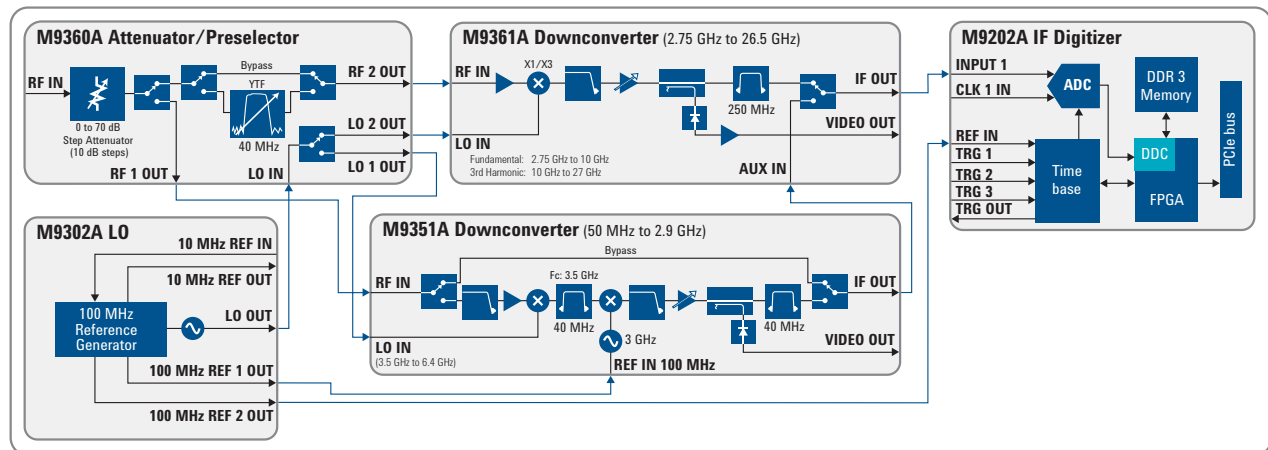 M9360A Attenuator/Preselector
RF IN
0 to 70 dB
Step Attenuator
(10 dB steps)
Bypass
YTF
40 MHz
RF 2 OUT
LO 2 OUT
LO 1 OUT
RF 1 OUT
LO IN
M9361A Downconverter (2.75 GHz to 26.5 GHz)
RF IN
X1/X3
250 MHz
IF OUT
VIDEO OUT
LO IN
Fundamental: 2.75 GHz to 10 GHz
3rd Harmonic: 10 GHz to 27 GHz
AUX IN
M9202A IF Digitizer
INPUT 1
CLK 1 IN
REF IN
TRG 1
TRG 2
TRG 3
TRG OUT
ADC
Time
base
DDR 3
Memory
DDC
FPGA
PCIe bus
M9302A LO
10 MHz REF IN
10 MHz REF OUT
100 MHz
Reference
Generator
LO OUT
100 MHz REF 1 OUT
100 MHz REF 2 OUT
M9351A Downconverter (50 MHz to 2.9 GHz)
Bypass
RF IN
Fc: 3.5 GHz
40 MHz
3 GHz
40 MHz
IF OUT
VIDEO OUT
LO IN
(3.5 GHz to 6.4 GHz)
REF IN 100 MHz